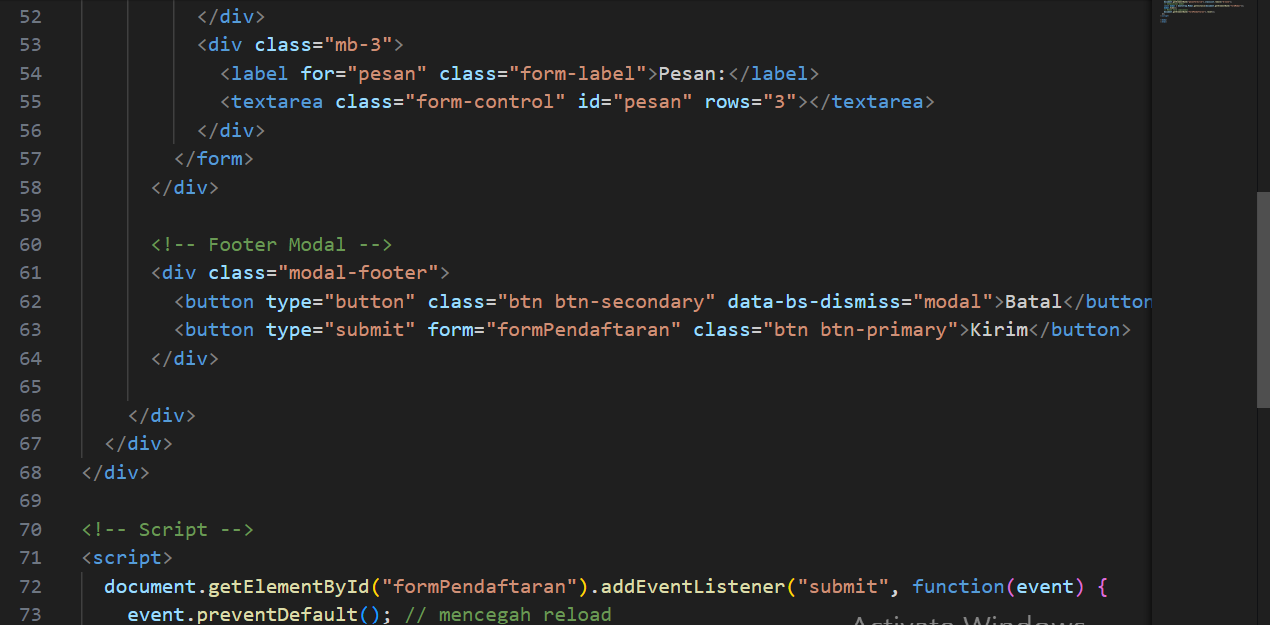 52 </div>
53 <div class="mb-3">
54 <label for="pesan" class="form-label">Pesan:</label>
55 <textarea class="form-control" id="pesan" rows="3"></textarea>
56 </div>
57 </form>
58 </div>
59
60 <!-- Footer Modal -->
61 <div class="modal-footer">
62 <button type="button" class="btn btn-secondary" data-bs-dismiss="modal">Batal</button
63 <button type="submit" form="formPendaftaran" class="btn btn-primary">Kirim</button>
64 </div>
65
66 </div>
67 </div>
68 </div>
69
70 <!-- Script -->
71 <script>
72 document.getElementById("formPendaftaran").addEventListener("submit", function(event) {
73 event.preventDefault(); // mencegah reload
Activate Windows